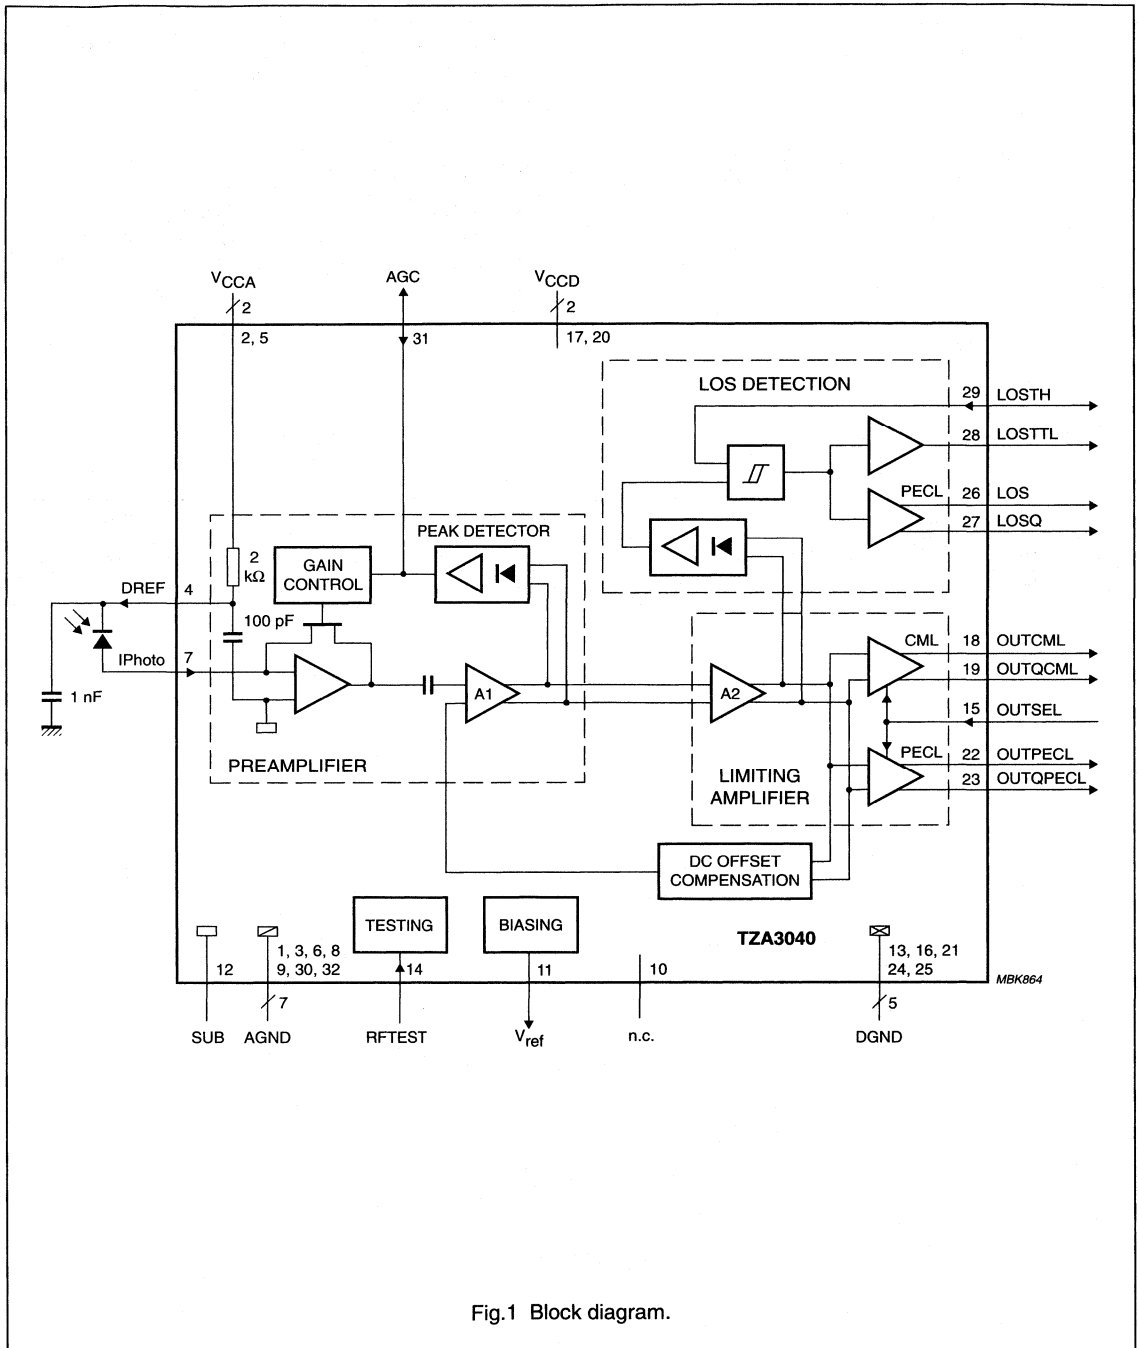 VCCA
AGC
VCCD
2
2
2, 5
31
17, 20
LOS DETECTION
29 LOSTH
28 LOSTTL
PECL
26 LOS
27 LOSQ
PEAK DETECTOR
2
kΩ
GAIN
CONTROL
DREF 4
100 pF
IPhoto 7
1 nF
A1
A2
CML
18 OUTCML
19 OUTQCML
15 OUTSEL
PECL
22 OUTPECL
23 OUTQPECL
PREAMPLIFIER
LIMITING
AMPLIFIER
DC OFFSET
COMPENSATION
TESTING
BIASING
TZA3040
12
1, 3, 6, 8
9, 30, 32
14
11
10
13, 16, 21
24, 25
MBK864
7
5
SUB
AGND
RFTEST
Vref
n.c.
DGND
Fig.1 Block diagram.